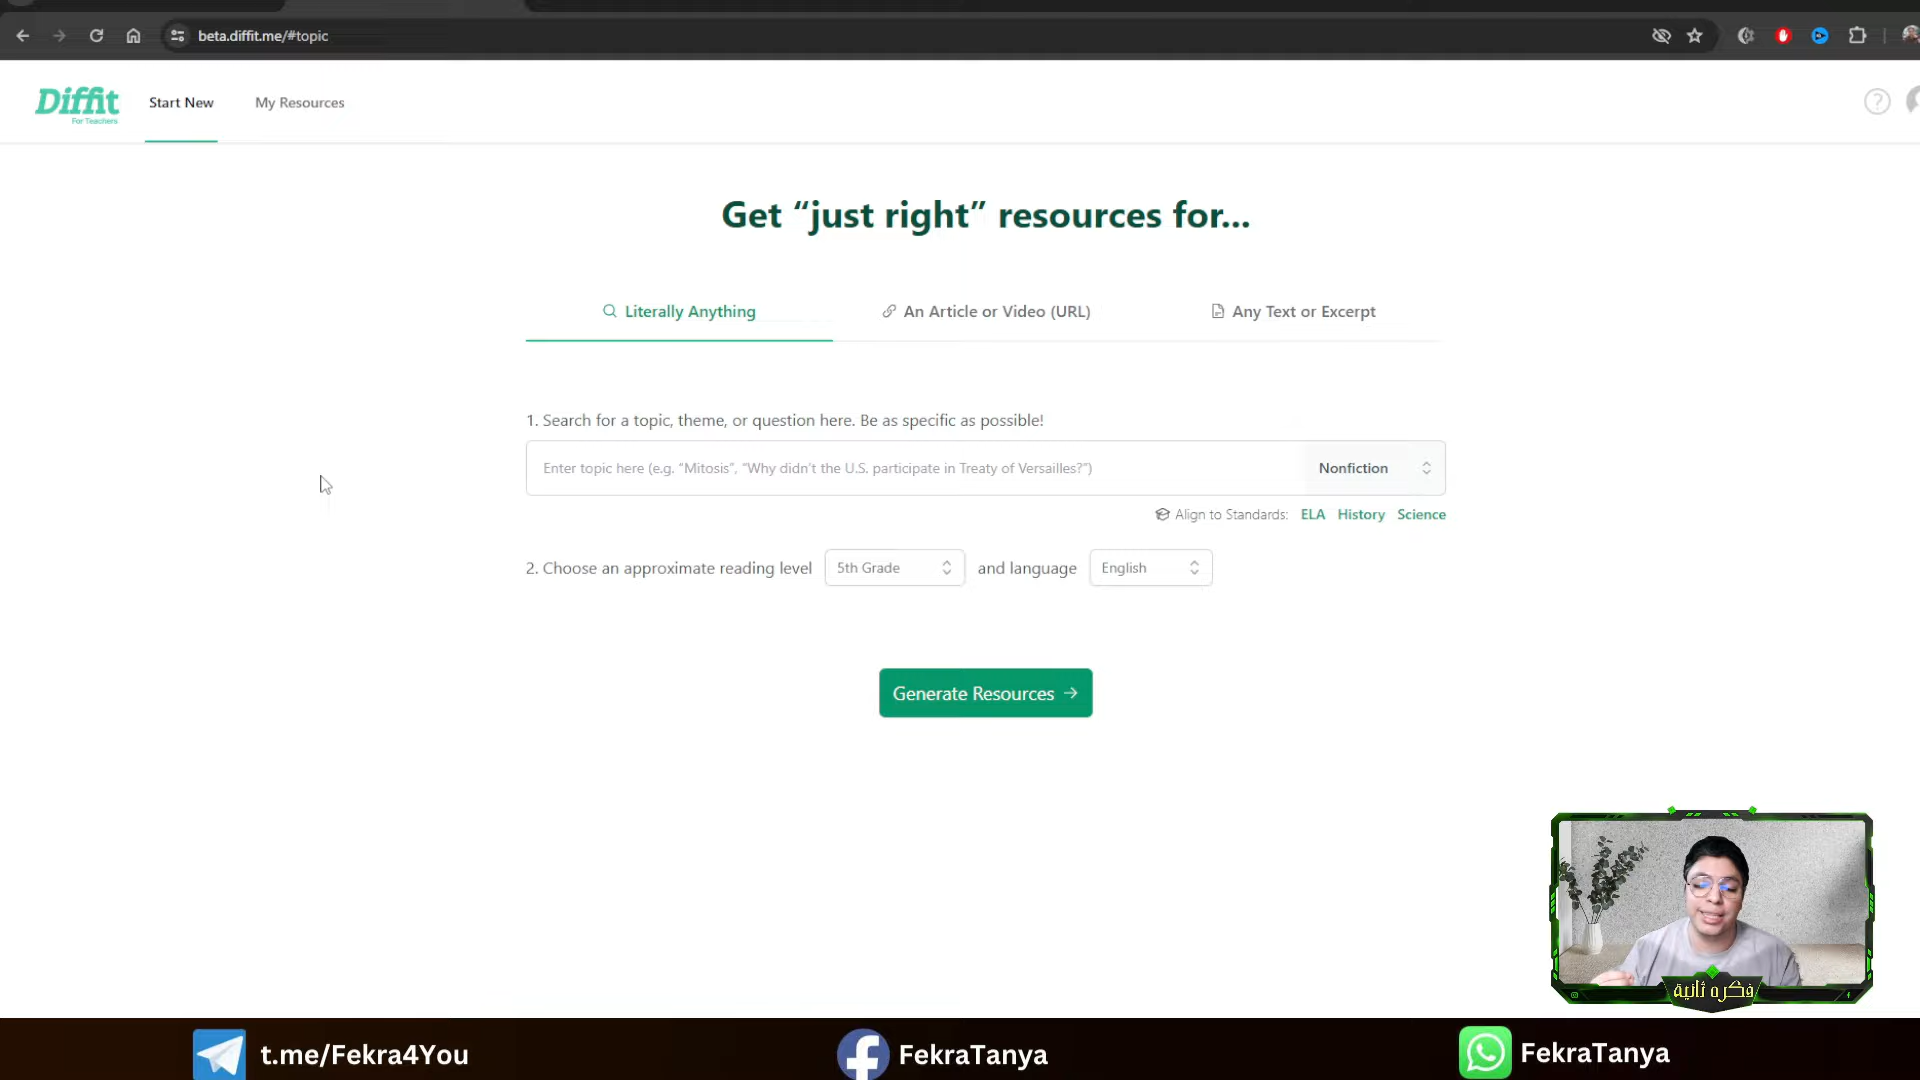 beta.diffit.me/#topic
Diffit
For Teachers
Start New
My Resources
Get “just right” resources for...
Literally Anything
An Article or Video (URL)
Any Text or Excerpt
1. Search for a topic, theme, or question here. Be as specific as possible!
Enter topic here (e.g. “Mitosis”, “Why didn't the U.S. participate in Treaty of Versailles?”)
Nonfiction
Align to Standards: ELA History Science
2. Choose an approximate reading level 5th Grade and language English
Generate Resources →
فكره ثانية
t.me/Fekra4You
FekraTanya
FekraTanya